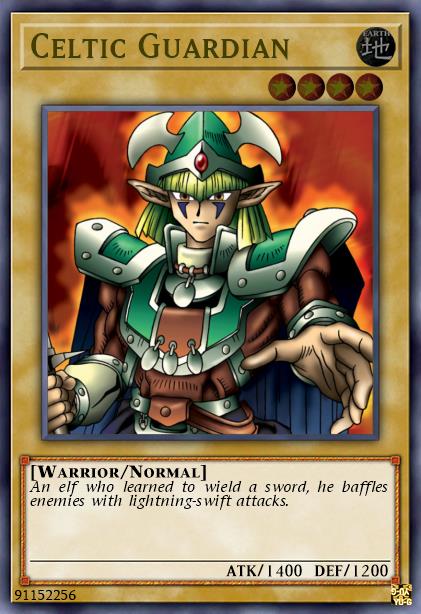 CELTIC GUARDIAN
EARTH
地
[WARRIOR/NORMAL]
An elf who learned to wield a sword, he baffles
enemies with lightning-swift attacks.
ATK/1400 DEF/1200
91152256